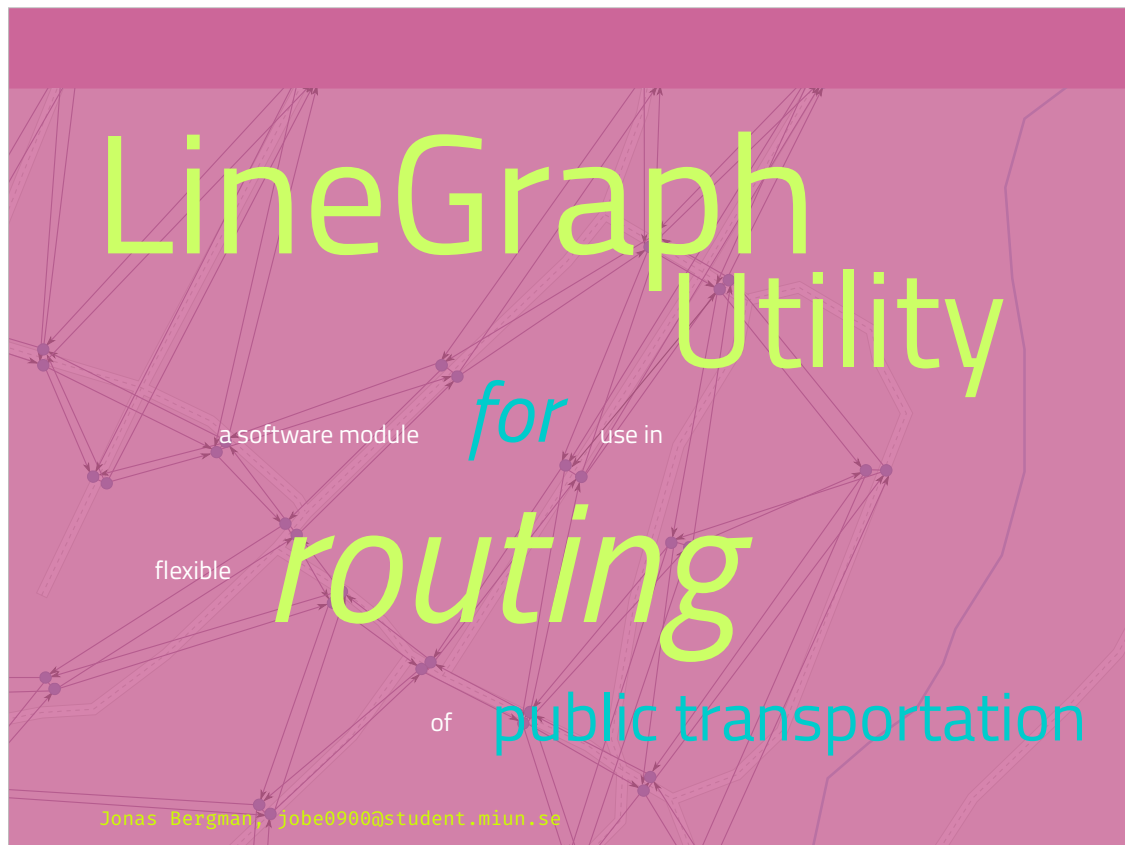 LineGraph
Utility
a software module for use in
routing
flexible
of public transportation
Jonas Bergman, jobe0900@student.miun.se